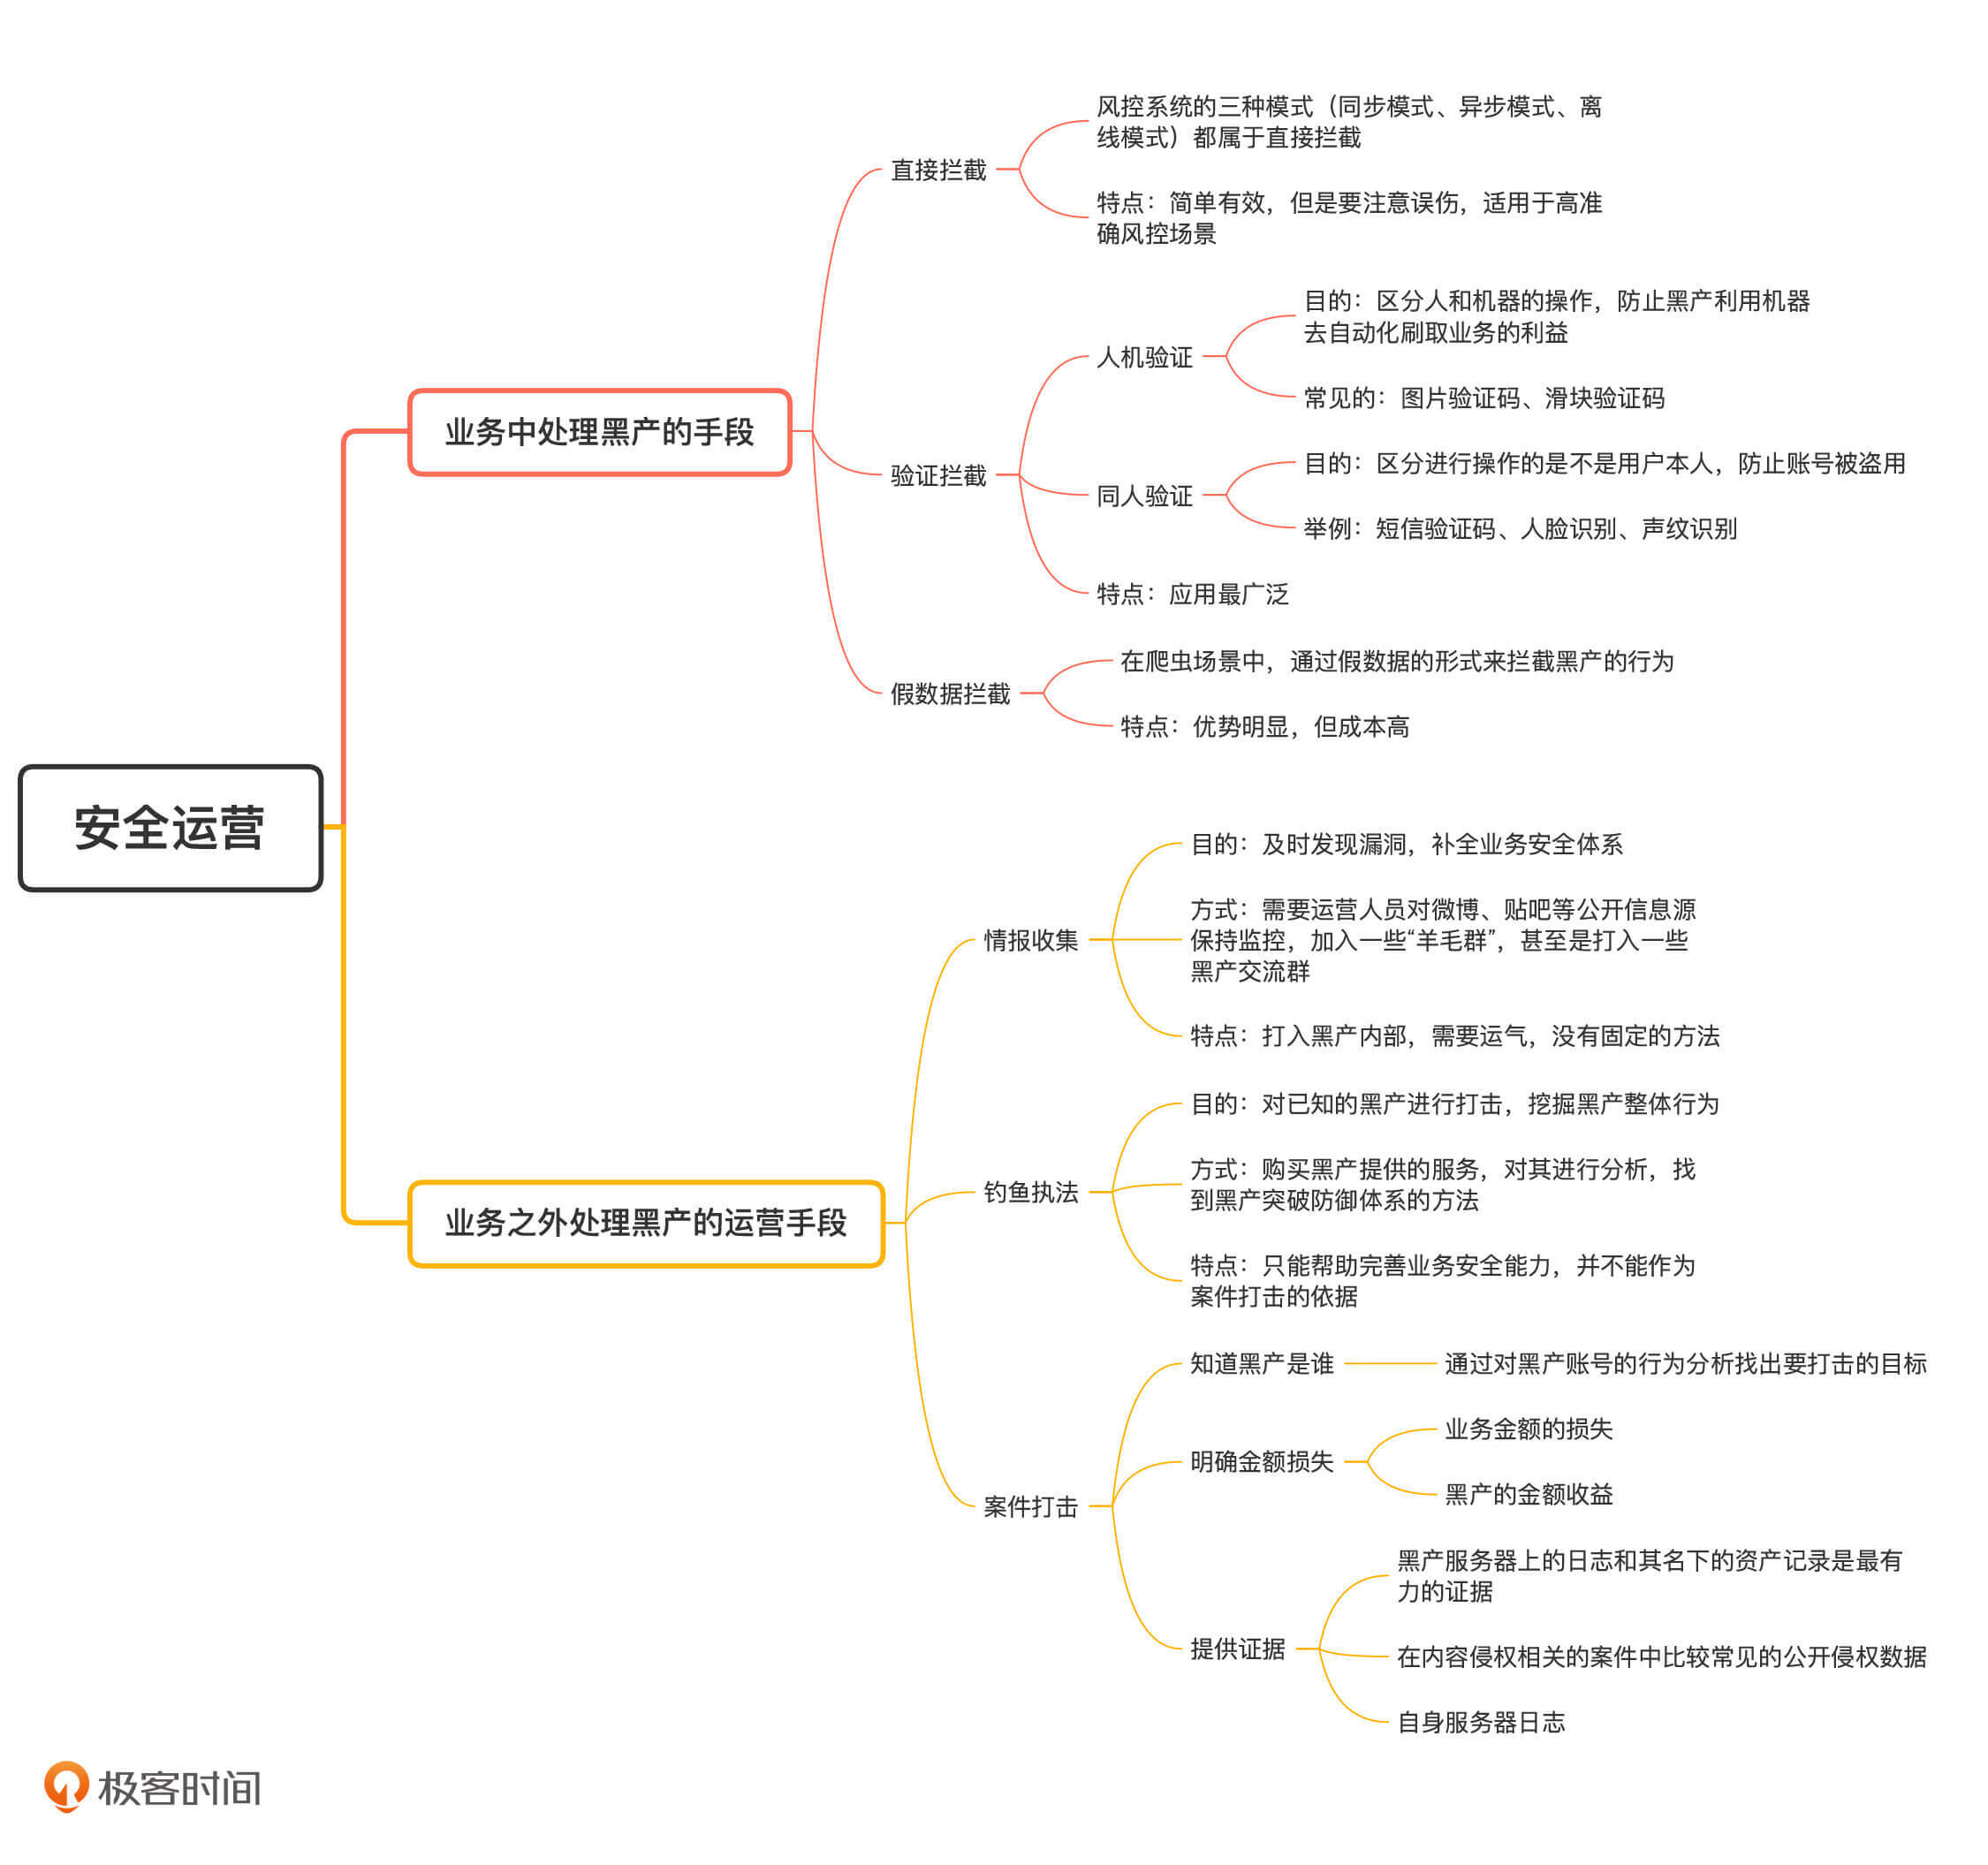 安全运营
业务中处理黑产的手段
直接拦截
风控系统的三种模式（同步模式、异步模式、离
线模式）都属于直接拦截
特点：简单有效，但是要注意误伤，适用于高准
确风控场景
验证拦截
人机验证
目的：区分人和机器的操作，防止黑产利用机器
去自动化刷取业务的利益
常见的：图片验证码、滑块验证码
同人验证
目的：区分进行操作的是不是用户本人，防止账号被盗用
举例：短信验证码、人脸识别、声纹识别
特点：应用最广泛
假数据拦截
在爬虫场景中，通过假数据的形式来拦截黑产的行为
特点：优势明显，但成本高
业务之外处理黑产的运营手段
情报收集
目的：及时发现漏洞，补全业务安全体系
方式：需要运营人员对微博、贴吧等公开信息源
保持监控，加入一些“羊毛群”，甚至是打入一些
黑产交流群
特点：打入黑产内部，需要运气，没有固定的方法
钓鱼执法
目的：对已知的黑产进行打击，挖掘黑产整体行为
方式：购买黑产提供的服务，对其进行分析，找
到黑产突破防御体系的方法
特点：只能帮助完善业务安全能力，并不能作为
案件打击的依据
案件打击
知道黑产是谁
通过对黑产账号的行为分析找出要打击的目标
明确金额损失
业务金额的损失
黑产的金额收益
提供证据
黑产服务器上的日志和其名下的资产记录是最有
力的证据
在内容侵权相关的案件中比较常见的公开侵权数据
自身服务器日志
极客时间